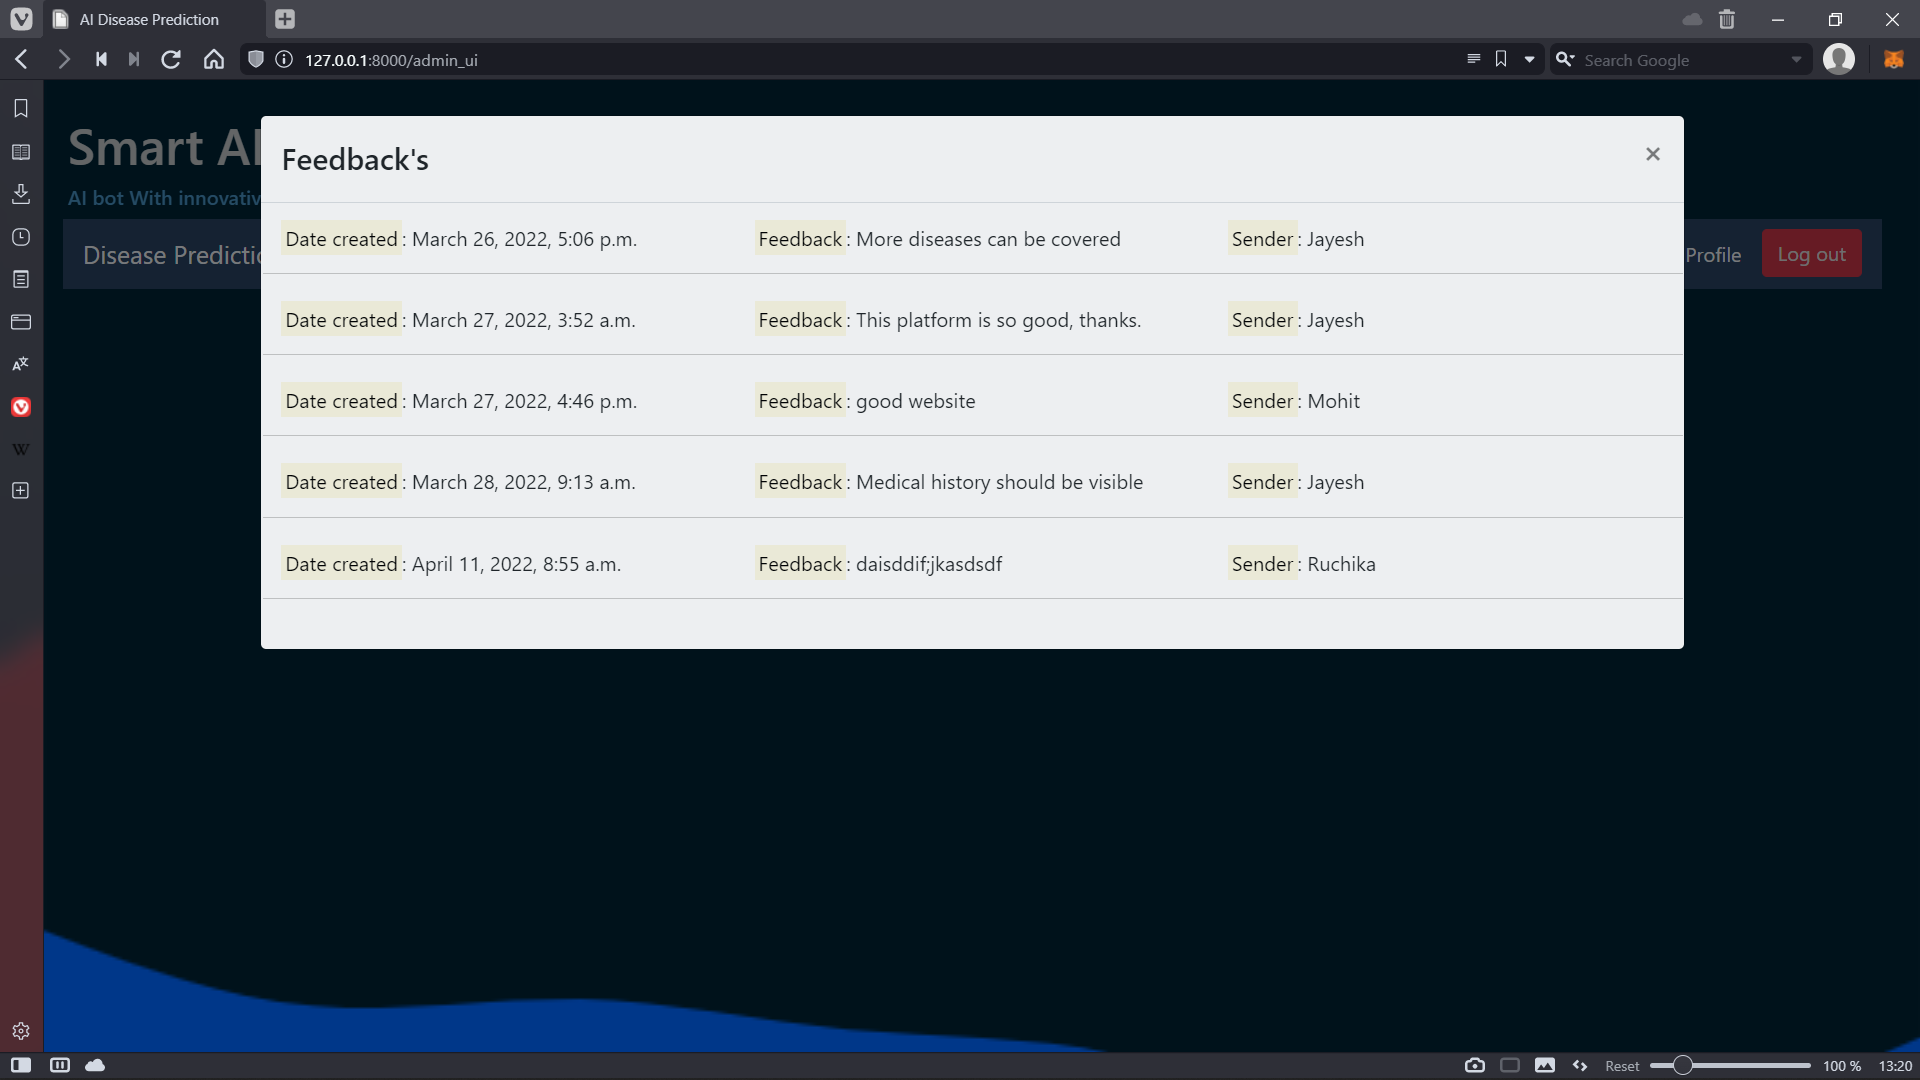 AI Disease Prediction
127.0.0.1:8000/admin_ui
Search Google
Smart AI
AI bot With innovativ
Disease Predictio
Profile
Log out
Feedback's
×
Date created : March 26, 2022, 5:06 p.m. Feedback : More diseases can be covered Sender : Jayesh
Date created : March 27, 2022, 3:52 a.m. Feedback : This platform is so good, thanks. Sender : Jayesh
Date created : March 27, 2022, 4:46 p.m. Feedback : good website Sender : Mohit
Date created : March 28, 2022, 9:13 a.m. Feedback : Medical history should be visible Sender : Jayesh
Date created : April 11, 2022, 8:55 a.m. Feedback : daisddif;jkasdsdf Sender : Ruchika
Reset 100 % 13:20